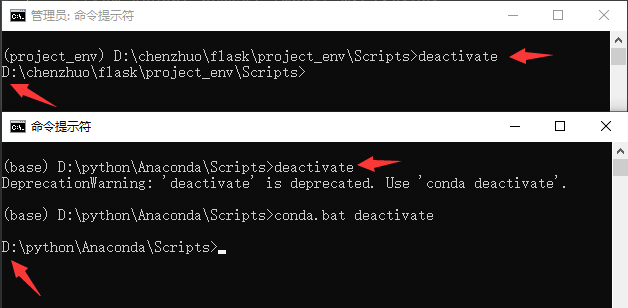 管理员: 命令提示符
(project_env) D:\chenzhuo\flask\project_env\Scripts>deactivate
D:\chenzhuo\flask\project_env\Scripts>
命令提示符
(base) D:\python\Anaconda\Scripts>deactivate
DeprecationWarning: 'deactivate' is deprecated. Use 'conda deactivate'.
(base) D:\python\Anaconda\Scripts>conda.bat deactivate
D:\python\Anaconda\Scripts>